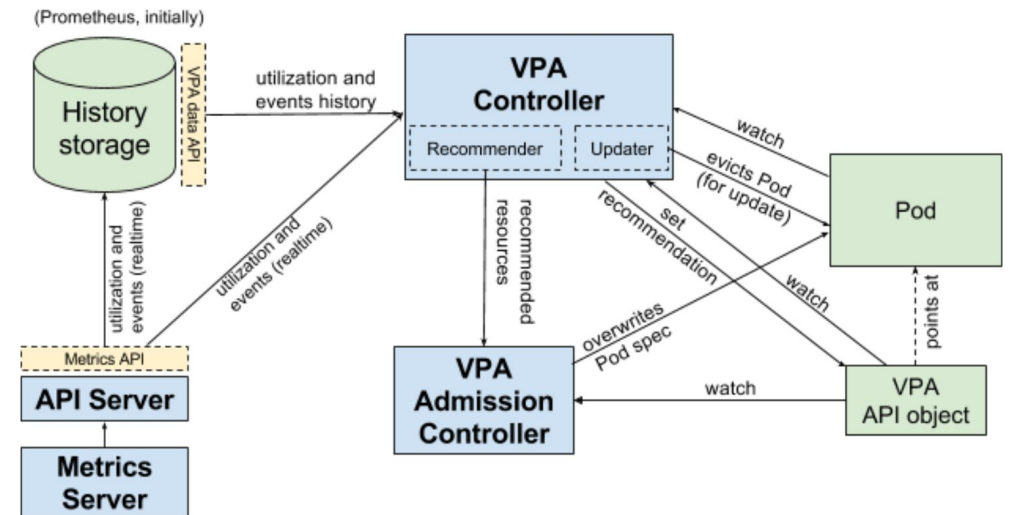 (Prometheus, initially)
History
storage
VPA data API
utilization and
events history
VPA
Controller
Recommender
Updater
watch
evicts Pod
(for update)
Pod
utilization and
events (realtime)
utilization and
events (realtime)
recommended
resources
set
recommendation
watch
points at
overwrites
Pod spec
Metrics API
API Server
Metrics
Server
VPA
Admission
Controller
watch
VPA
API object